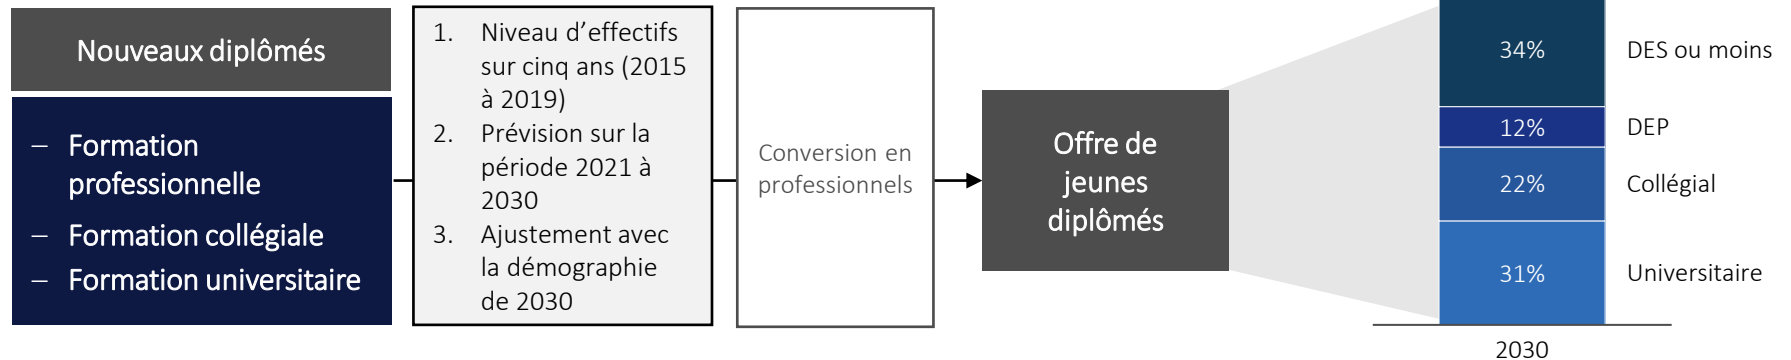 Nouveaux diplômés
– Formation
professionnelle
– Formation collégiale
– Formation universitaire
1. Niveau d’effectifs
sur cinq ans (2015
à 2019)
2. Prévision sur la
période 2021 à
2030
3. Ajustement avec
la démographie
de 2030
Conversion en
professionnels
Offre de
jeunes
diplômés
34% DES ou moins
12% DEP
22% Collégial
31% Universitaire
2030